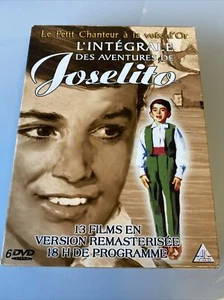 Le Petit Chanteur à la voix d'Or
L'INTÉGRALE
DES AVENTURES DE
Joselito
13 FILMS EN
VERSION REMASTERISÉE
18 H DE PROGRAMME
6 DVD